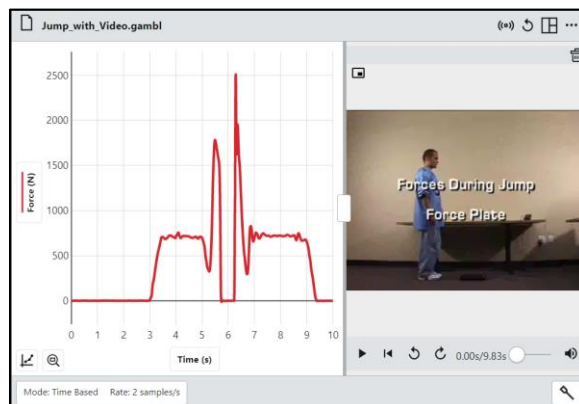 Jump_with_Video.gambl
Force (N)
2500
2000
1500
1000
500
0
0 1 2 3 4 5 6 7 8 9 10
Time (s)
Forces During Jump
Force Plate
0.00s/9.83s
Mode: Time Based Rate: 2 samples/s